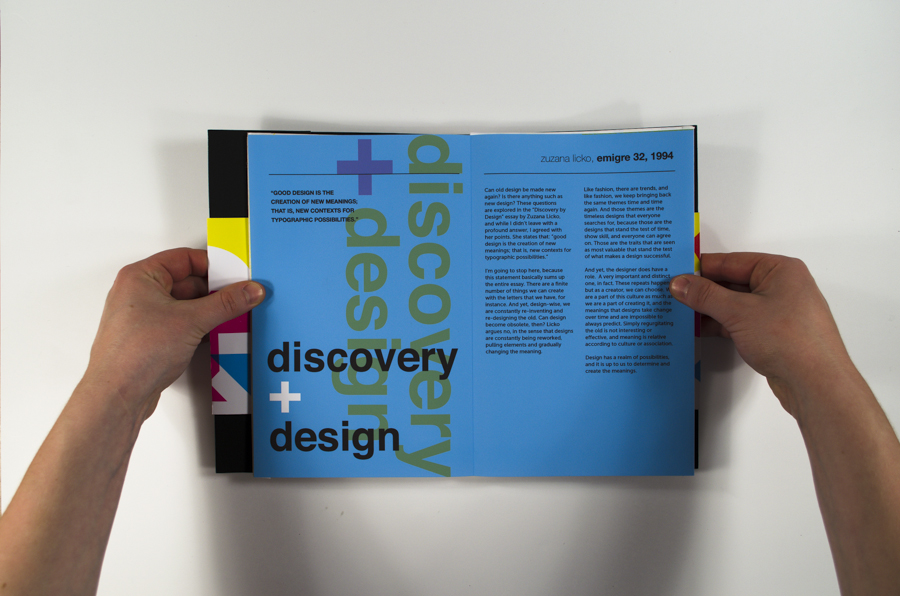 + design
discovery
"GOOD DESIGN IS THE
CREATION OF NEW MEANINGS;
THAT IS, NEW CONTEXTS FOR
TYPOGRAPHIC POSSIBILITIES."
discovery
+
design
zuzana licko, emigre 32, 1994
Can old design be made new
again? Is there anything such as
new design? These questions
are explored in the "Discovery by
Design" essay by Zuzana Licko,
and while I didn't leave with a
profound answer, I agreed with
her points. She states that: "good
design is the creation of new
meanings; that is, new contexts for
typographic possibilities."
I'm going to stop here, because
this statement basically sums up
the entire essay. There are a finite
number of things we can create
with the letters that we have, for
instance. And yet, design-wise, we
are constantly re-inventing and
re-designing the old. Can design
become obsolete, then? Licko
argues no, in the sense that designs
are constantly being reworked,
pulling elements and gradually
changing the meaning.
Like fashion, there are trends, and
like fashion, we keep bringing back
the same themes time and time
again. And those themes are the
timeless designs that everyone
searches for, because those are the
designs that stand the test of time,
show skill, and everyone can agree
on. Those are the traits that are seen
as most valuable that stand the test
of what makes a design successful.
And yet, the designer does have a
role. A very important and distinct
one, in fact. These repeats happen
but as a creator, we can choose.
are a part of this culture as much as
we are a part of creating it, and the
meanings that designs take change
over time and are impossible to
always predict. Simply regurgitating
the old is not interesting or
effective, and meaning is relative
according to culture or association.
Design has a realm of possibilities,
and it is up to us to determine and
create the meanings.